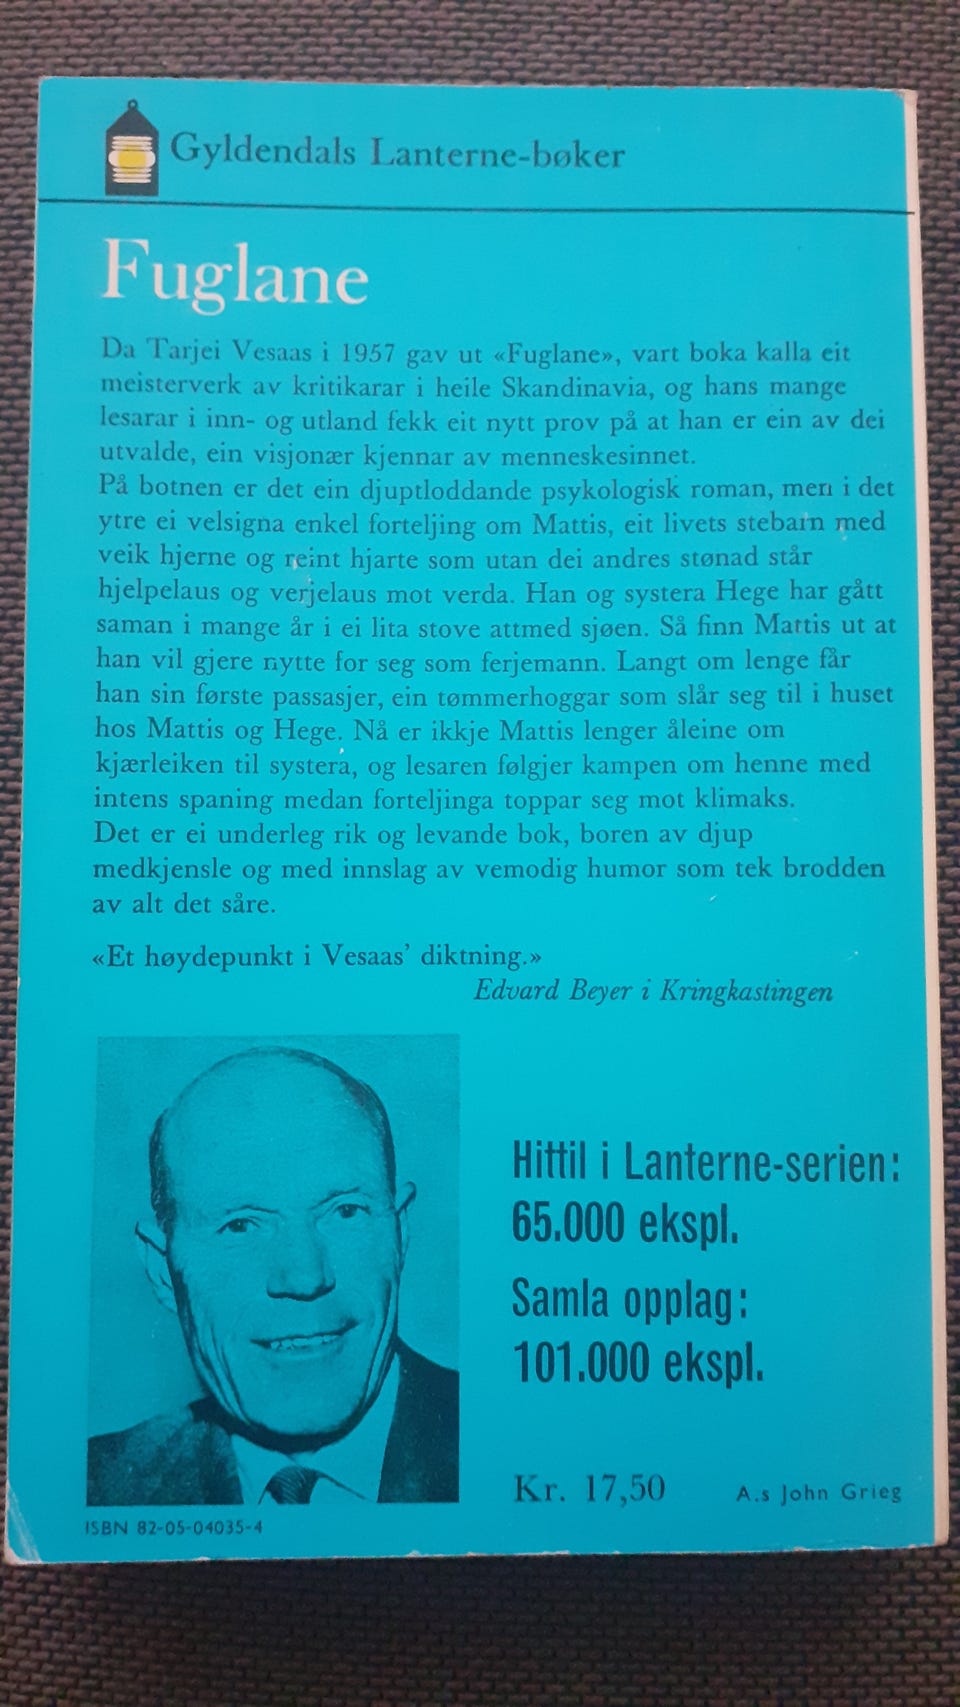 Gyldendals Lanterne-bøker
Fuglane
Da Tarjei Vesaas i 1957 gav ut «Fuglane», vart boka kalla eit
meisterverk av kritikarar i heile Skandinavia, og hans mange
lesarar i inn- og utland fekk eit nytt prov på at han er ein av dei
utvalde, ein visjonær kjennar av menneskesinnet.
På botnen er det ein djuptloddande psykologisk roman, men i det
ytre ei velsigna enkel forteljing om Mattis, eit livets stebarn med
veik hjerne og reint hjarte som utan dei andres stønad står
hjelpelaus og verjelaus mot verda. Han og systera Hege har gått
saman i mange år i ei lita stove attmed sjøen. Så finn Mattis ut at
han vil gjere nytte for seg som ferjemann. Langt om lenge får
han sin første passasjer, ein tømmerhoggar som slår seg til i huset
hos Mattis og Hege. Nå er ikkje Mattis lenger åleine om
kjærleiken til systera, og lesaren følgjer kampen om henne med
intens spaning medan forteljinga toppar seg mot klimaks.
Det er ei underleg rik og levande bok, boren av djup
medkjensle og med innslag av vemodig humor som tek brodden
av alt det såre.
«Et høydepunkt i Vesaas’ diktning.»
Edvard Beyer i Kringkastingen
Hittil i Lanterne-serien:
65.000 ekspl.
Samla opplag:
101.000 ekspl.
Kr. 17,50
A.s John Grieg
ISBN 82-05-04035-4